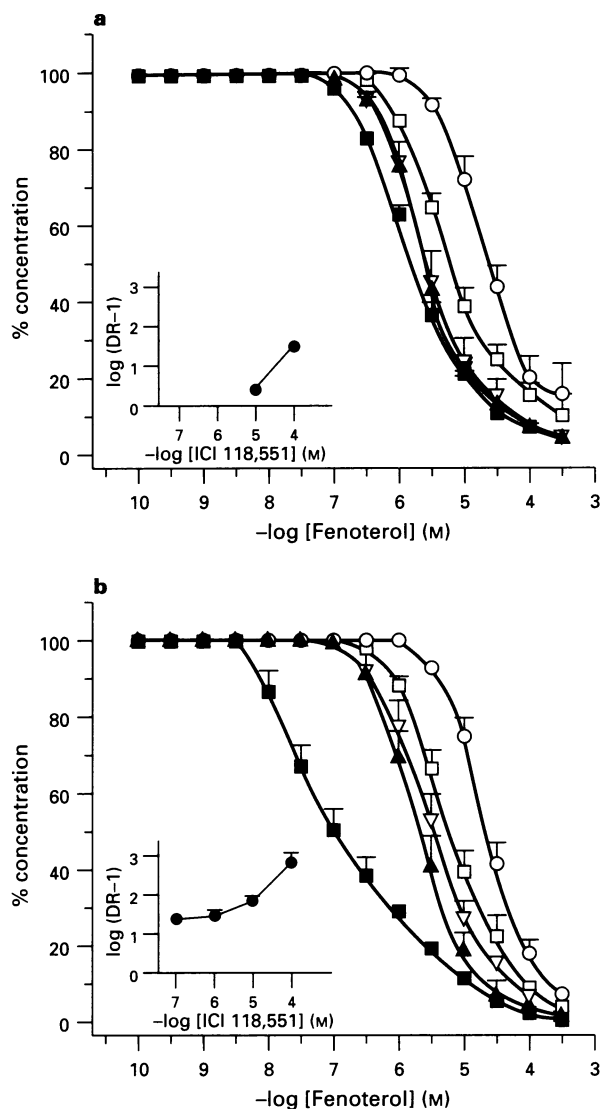 a
100
80
60
40
20
0
% concentration
3
2
1
0
log (DR–1)
7 6 5 4
–log [ICI 118,551] (M)
10 9 8 7 6 5 4 3
–log [Fenoterol] (M)
b
100
80
60
40
20
0
% concentration
3
2
1
0
log (DR–1)
7 6 5 4
–log [ICI 118,551] (M)
10 9 8 7 6 5 4 3
–log [Fenoterol] (M)